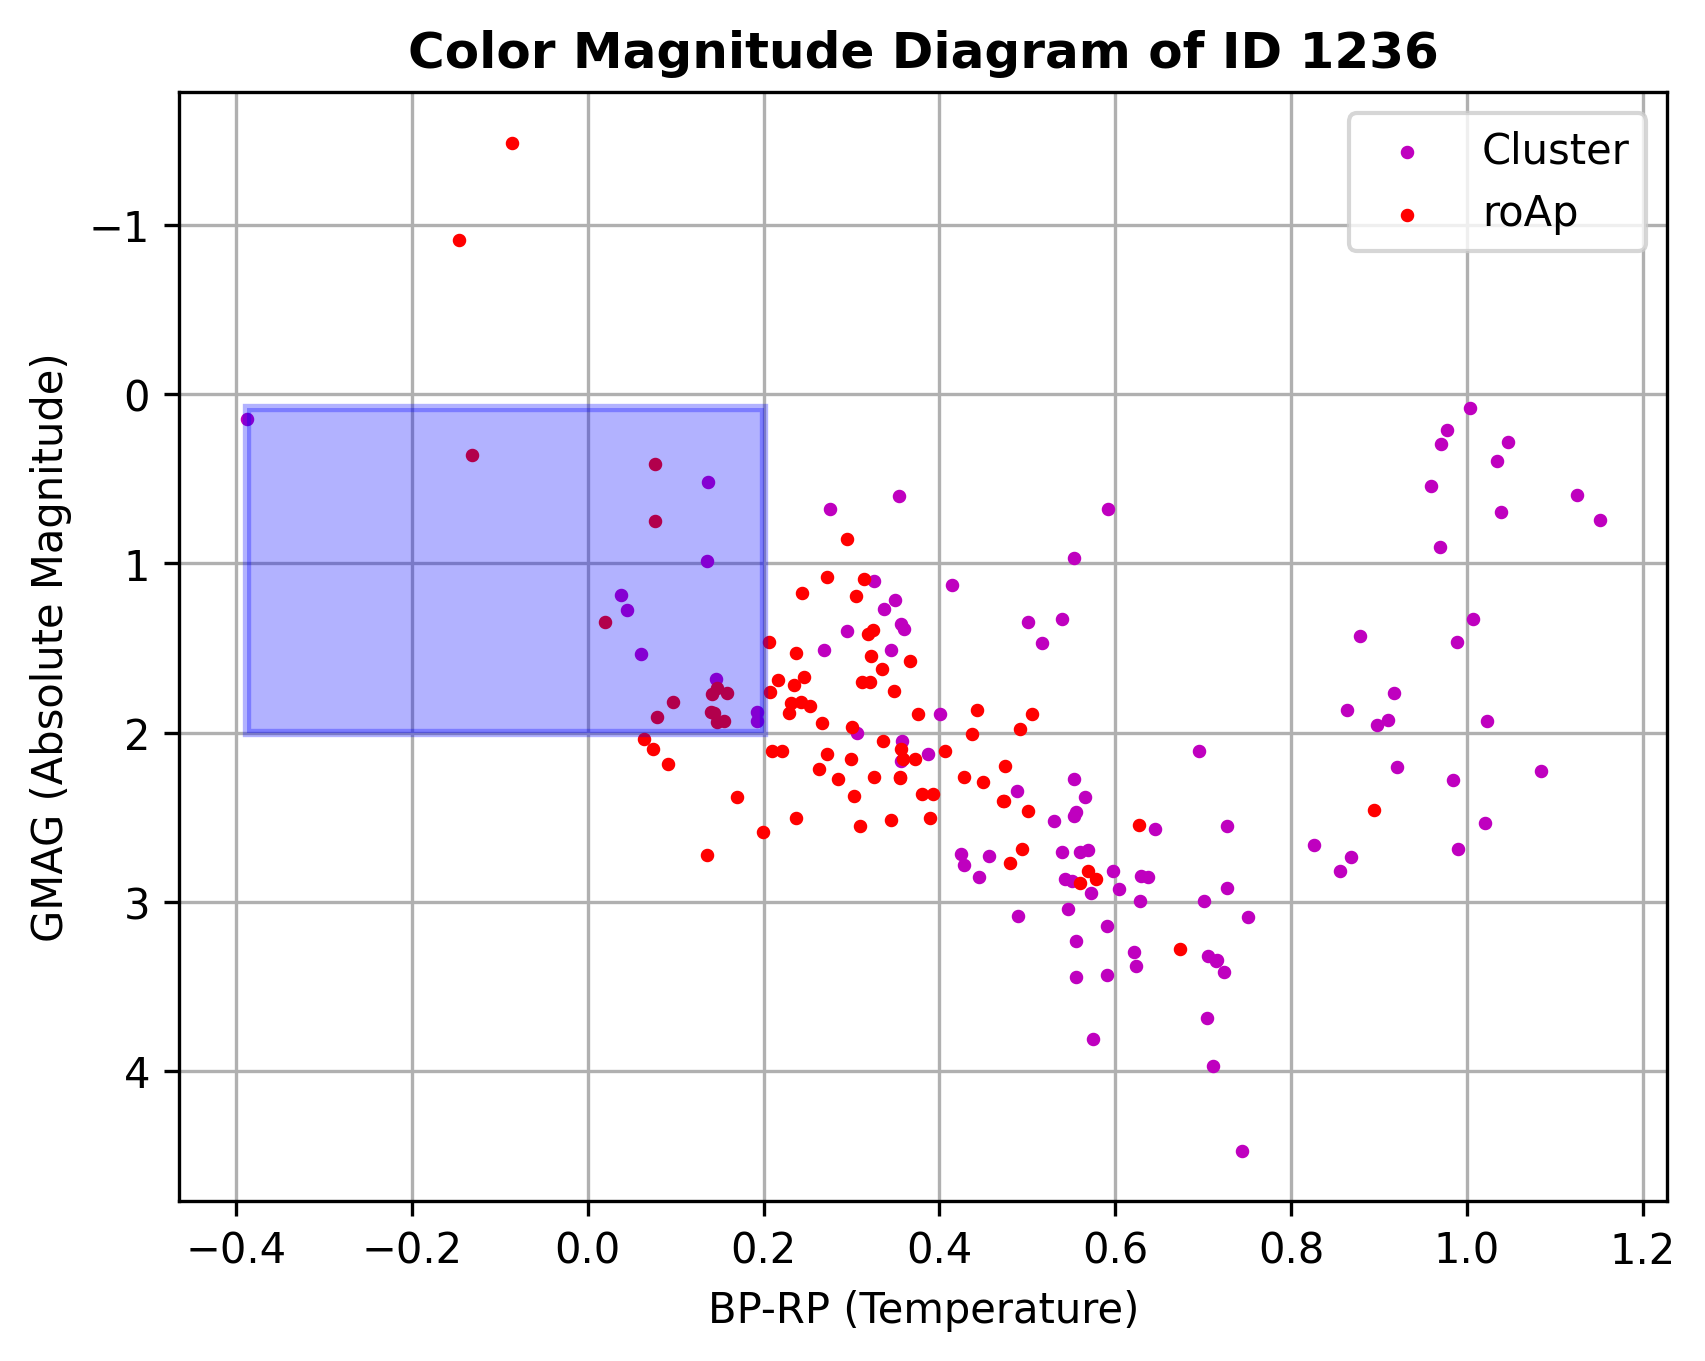 Color Magnitude Diagram of ID 1236
Cluster
roAp
GMAG (Absolute Magnitude)
−1
0
1
2
3
4
−0.4 −0.2 0.0 0.2 0.4 0.6 0.8 1.0 1.2
BP-RP (Temperature)